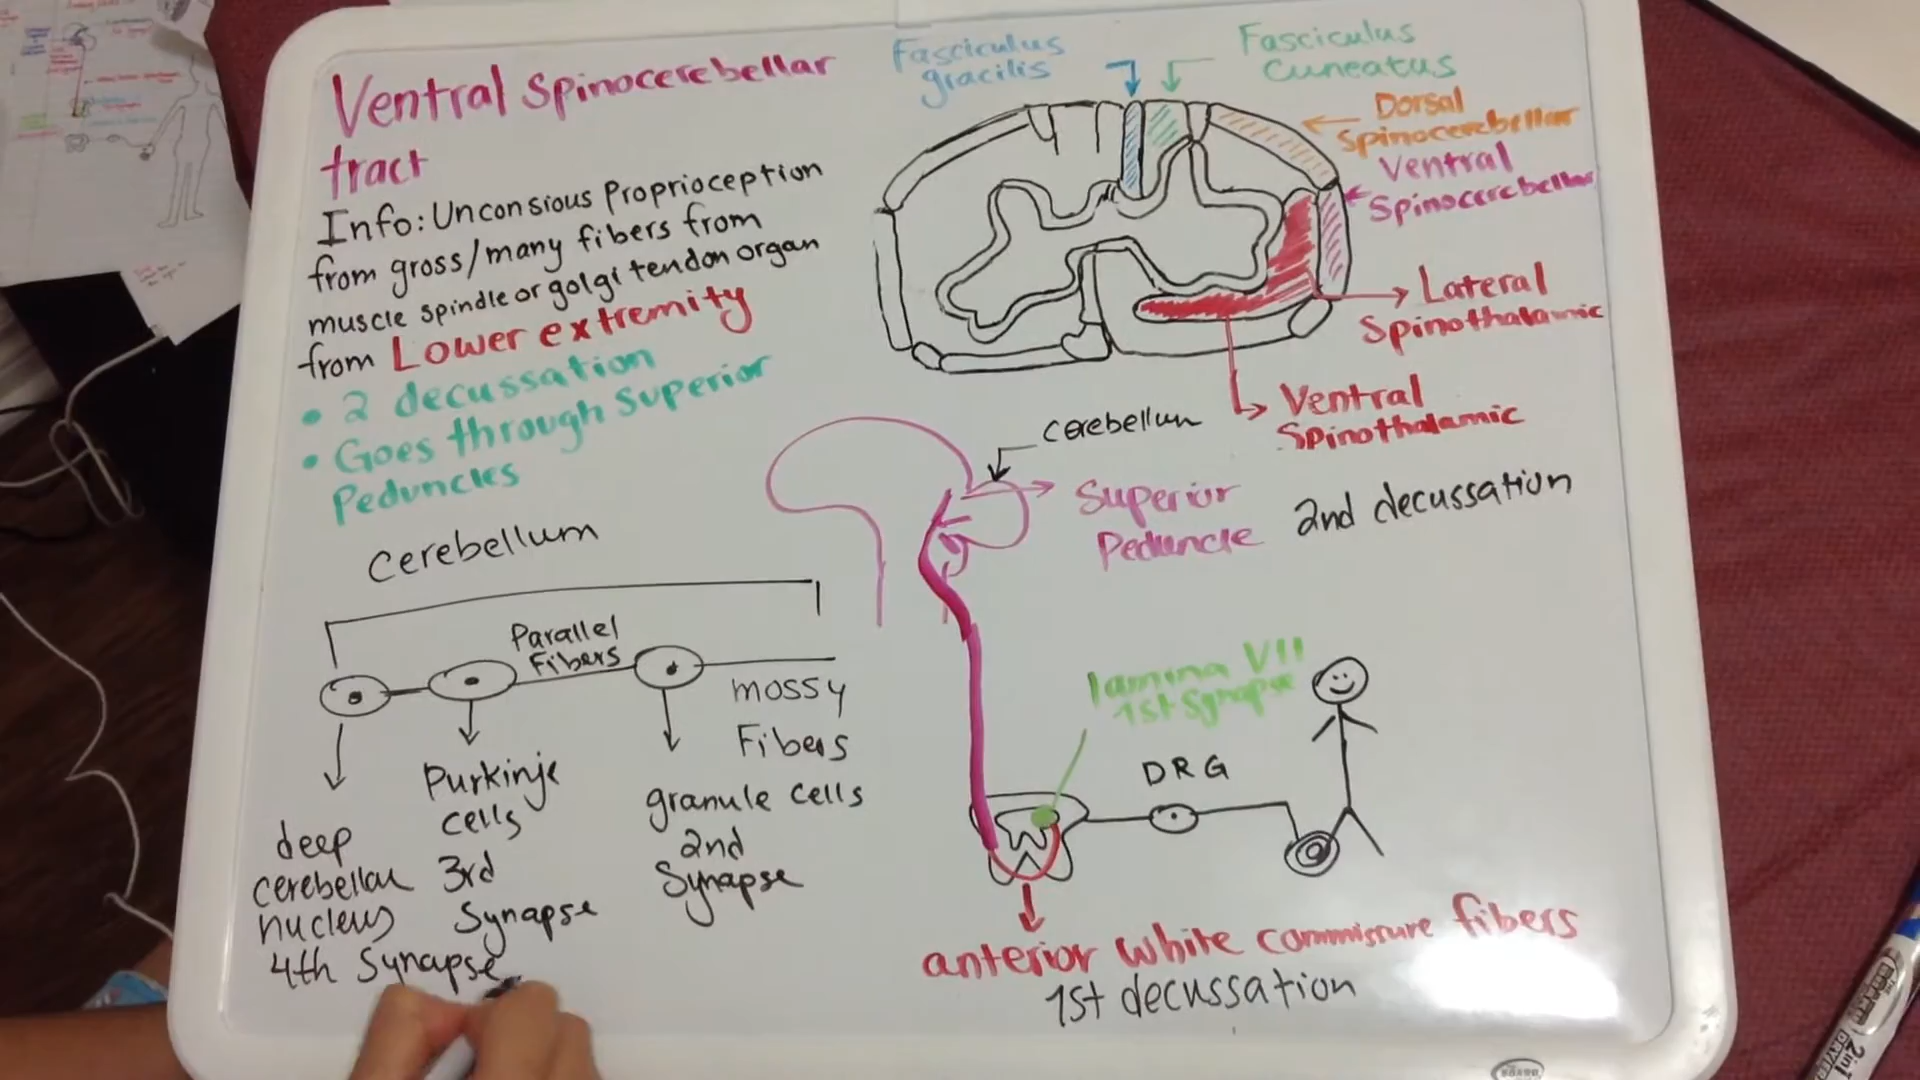 Ventral Spinocerebellar
tract
Info: Unconsious Proprioception
from gross/many fibers from
muscle spindle or golgi tendon organ
from Lower extremity
• 2 decussation
• Goes through Superior
Peduncles
Fasciculus
gracilis
Fasciculus
Cuneatus
Dorsal
Spinocerebellar
Ventral
Spinocerebellar
Lateral
Spinothalamic
Ventral
Spinothalamic
cerebellum
Superior
Peduncle
2nd decussation
cerebellum
Parallel
Fibers
mossy
Fibers
granule cells
2nd
Synapse
Purkinje
cells
3rd
Synapse
deep
cerebellar
nucleus
4th Synapse
lamina VII
1st Synapse
DRG
anterior white commissure fibers
1st decussation
2in1